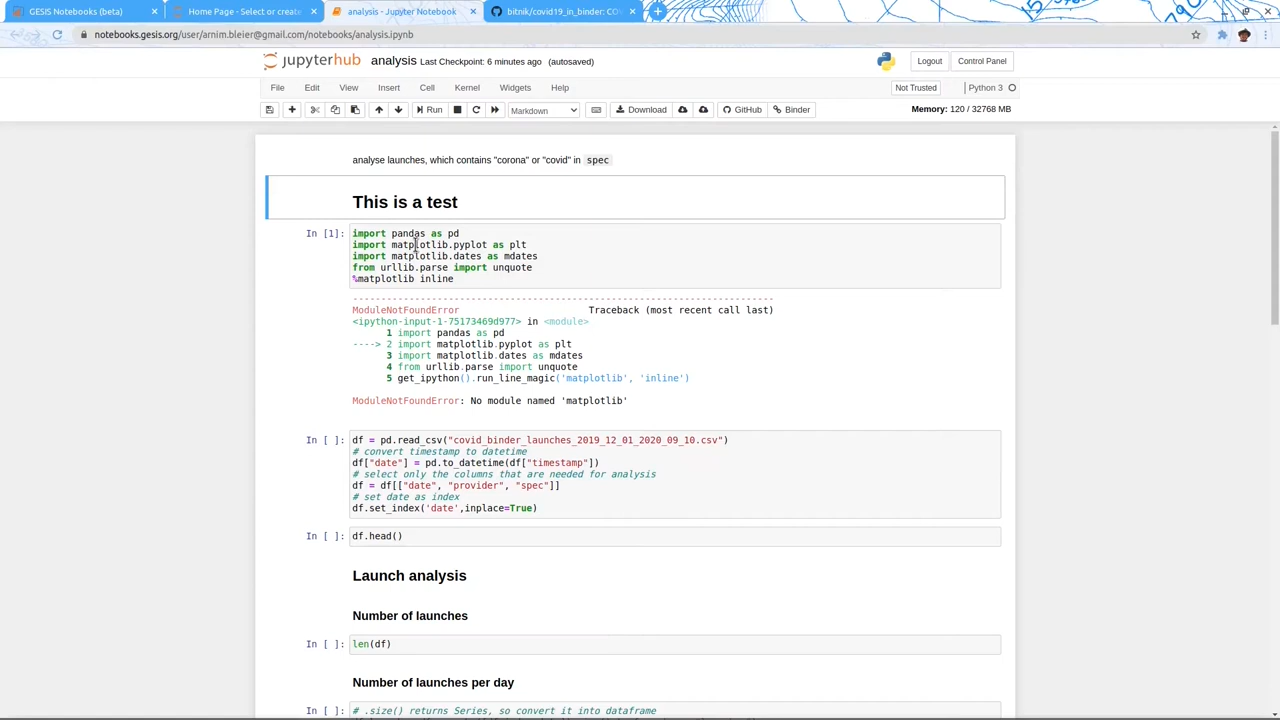 GESIS Notebooks (beta)
Home Page - Select or create
analysis - Jupyter Notebook
bitnik/covid19_in_binder: CO
notebooks.gesis.org/user/arnim.bleier@gmail.com/notebooks/analysis.ipynb
jupyterhub analysis Last Checkpoint: 6 minutes ago (autosaved)
Logout Control Panel
File Edit View Insert Cell Kernel Widgets Help
Not Trusted Python 3
Run Markdown Download GitHub Binder Memory: 120 / 32768 MB
analyse launches, which contains "corona" or "covid" in spec
This is a test
In [1]: import pandas as pd
import matplotlib.pyplot as plt
import matplotlib.dates as mdates
from urllib.parse import unquote
%matplotlib inline
---------------------------------------------------------------------------
ModuleNotFoundError Traceback (most recent call last)
<ipython-input-1-75173469d977> in <module>
1 import pandas as pd
----> 2 import matplotlib.pyplot as plt
3 import matplotlib.dates as mdates
4 from urllib.parse import unquote
5 get_ipython().run_line_magic('matplotlib', 'inline')
ModuleNotFoundError: No module named 'matplotlib'
In [ ]: df = pd.read_csv("covid_binder_launches_2019_12_01_2020_09_10.csv")
# convert timestamp to datetime
df["date"] = pd.to_datetime(df["timestamp"])
# select only the columns that are needed for analysis
df = df[["date", "provider", "spec"]]
# set date as index
df.set_index('date',inplace=True)
In [ ]: df.head()
Launch analysis
Number of launches
In [ ]: len(df)
Number of launches per day
In [ ]: # .size() returns Series, so convert it into dataframe